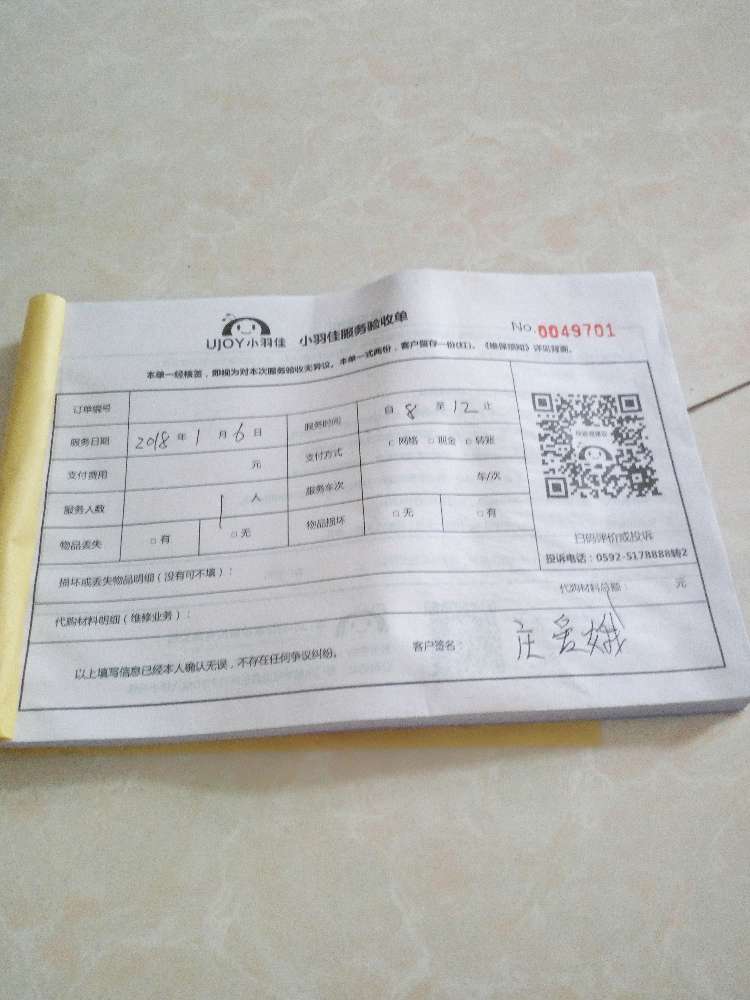 UJOY小羽佳 小羽佳服务验收单 No.0049701
本单一经核签，即视为对本次服务验收无异议。本单一式两份，客户留存一份(红)。《维保须知》详见背面。
订单编号
服务时间 自 8 至 12 止
服务日期 2018 年 1 月 6 日
支付方式 □ 网络 □ 现金 □ 转账
支付费用 元
服务车次 车/次
服务人数 1 人
物品丢失 □ 有 □ 无
物品损坏 □ 无 □ 有
扫码评价或投诉
投诉电话：0592-5178888转2
损坏或丢失物品明细（没有可不填）：
代购材料明细（维修业务）： 代购材料总额： 元
以上填写信息已经本人确认无误，不存在任何争议纠纷。 客户签名： 庄爱娥